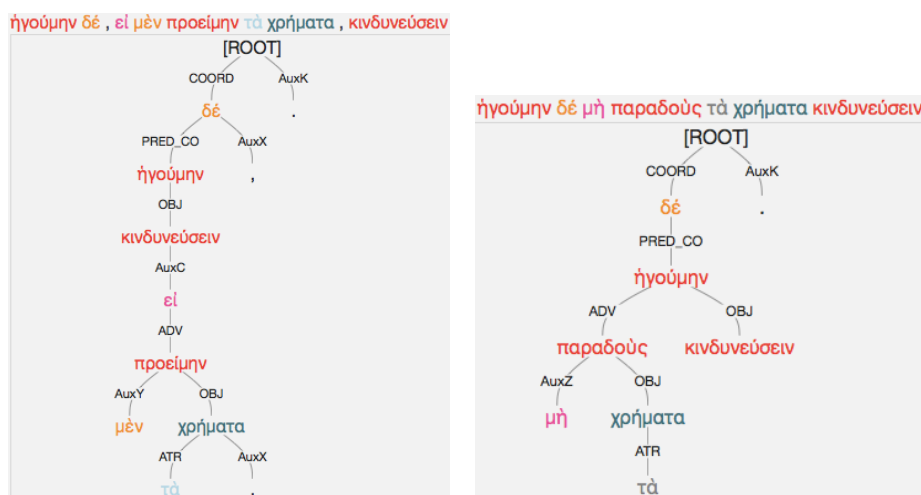 ἡγούμην δέ , εἰ μὲν προείμην τὰ χρήματα , κινδυνεύσειν
[ROOT]
COORD AuxK
δέ .
PRED_CO AuxX
ἡγούμην ,
OBJ
κινδυνεύσειν
AuxC
εἰ
ADV
προείμην
AuxY OBJ
μὲν χρήματα
ATR AuxX
τὰ ,
ἡγούμην δέ μὴ παραδοὺς τὰ χρήματα κινδυνεύσειν
[ROOT]
COORD AuxK
δέ .
PRED_CO
ἡγούμην
ADV OBJ
παραδοὺς κινδυνεύσειν
AuxZ OBJ
μὴ χρήματα
ATR
τὰ